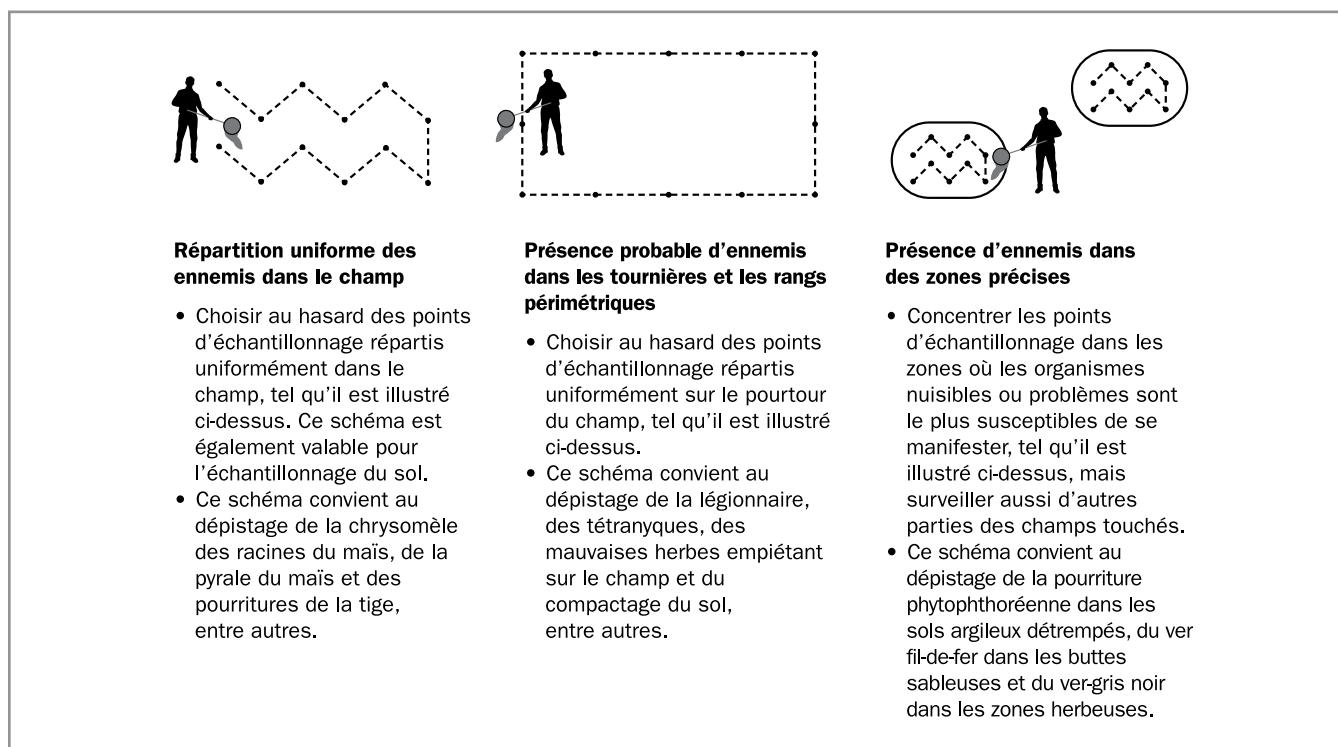 Répartition uniforme des
ennemis dans le champ
• Choisir au hasard des points
d’échantillonnage répartis
uniformément dans le
champ, tel qu’il est illustré
ci-dessus. Ce schéma est
également valable pour
l’échantillonnage du sol.
• Ce schéma convient au
dépistage de la chrysomèle
des racines du maïs, de la
pyrale du maïs et des
pourritures de la tige,
entre autres.
Présence probable d’ennemis
dans les tournières et les rangs
périmétriques
• Choisir au hasard des points
d’échantillonnage répartis
uniformément sur le pourtour
du champ, tel qu’il est illustré
ci-dessus.
• Ce schéma convient au
dépistage de la légionnaire,
des tétranyques, des
mauvaises herbes empiétant
sur le champ et du
compactage du sol,
entre autres.
Présence d’ennemis dans
des zones précises
• Concentrer les points
d’échantillonnage dans les
zones où les organismes
nuisibles ou problèmes sont
le plus susceptibles de se
manifester, tel qu’il est
illustré ci-dessus, mais
surveiller aussi d’autres
parties des champs touchés.
• Ce schéma convient au
dépistage de la pourriture
phytophthoréenne dans les
sols argileux détrempés, du ver
fil-de-fer dans les buttes
sableuses et du ver-gris noir
dans les zones herbeuses.